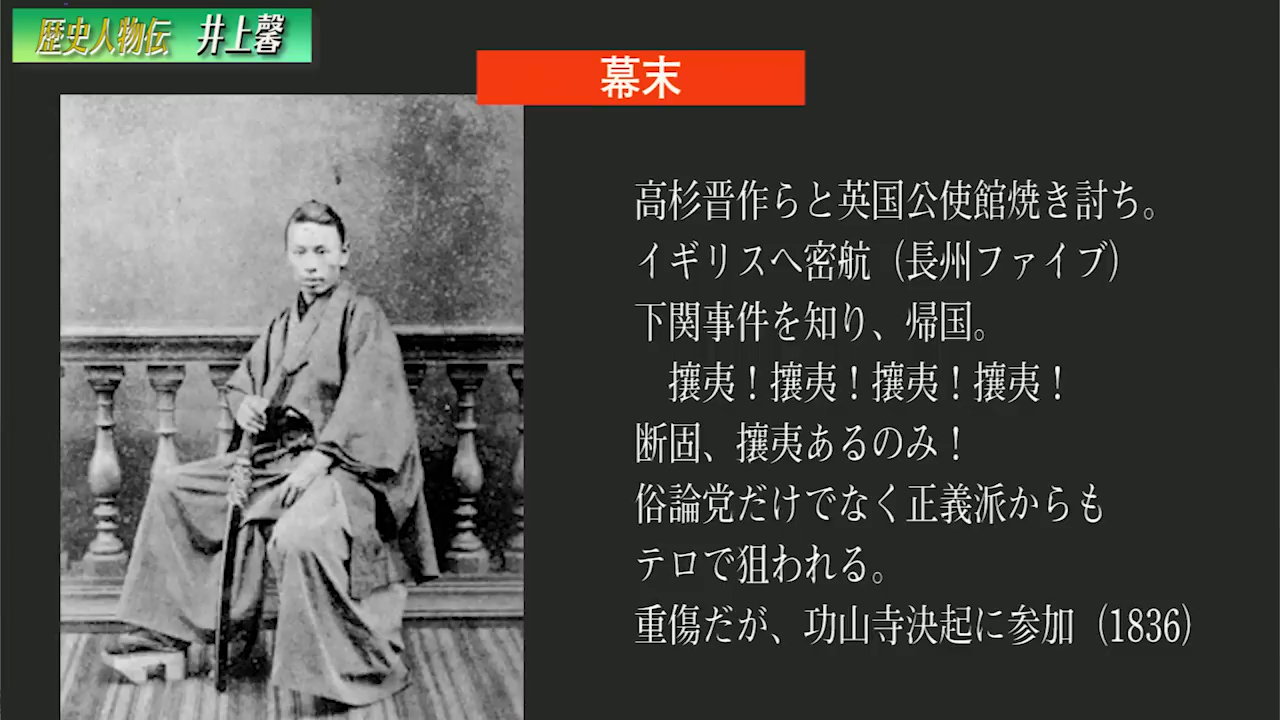 歴史人物伝 井上馨
幕末
高杉晋作らと英国公使館焼き討ち。
イギリスへ密航（長州ファイブ）
下関事件を知り、帰国。
攘夷！攘夷！攘夷！攘夷！
断固、攘夷あるのみ！
俗論党だけでなく正義派からも
テロで狙われる。
重傷だが、功山寺決起に参加（1836）